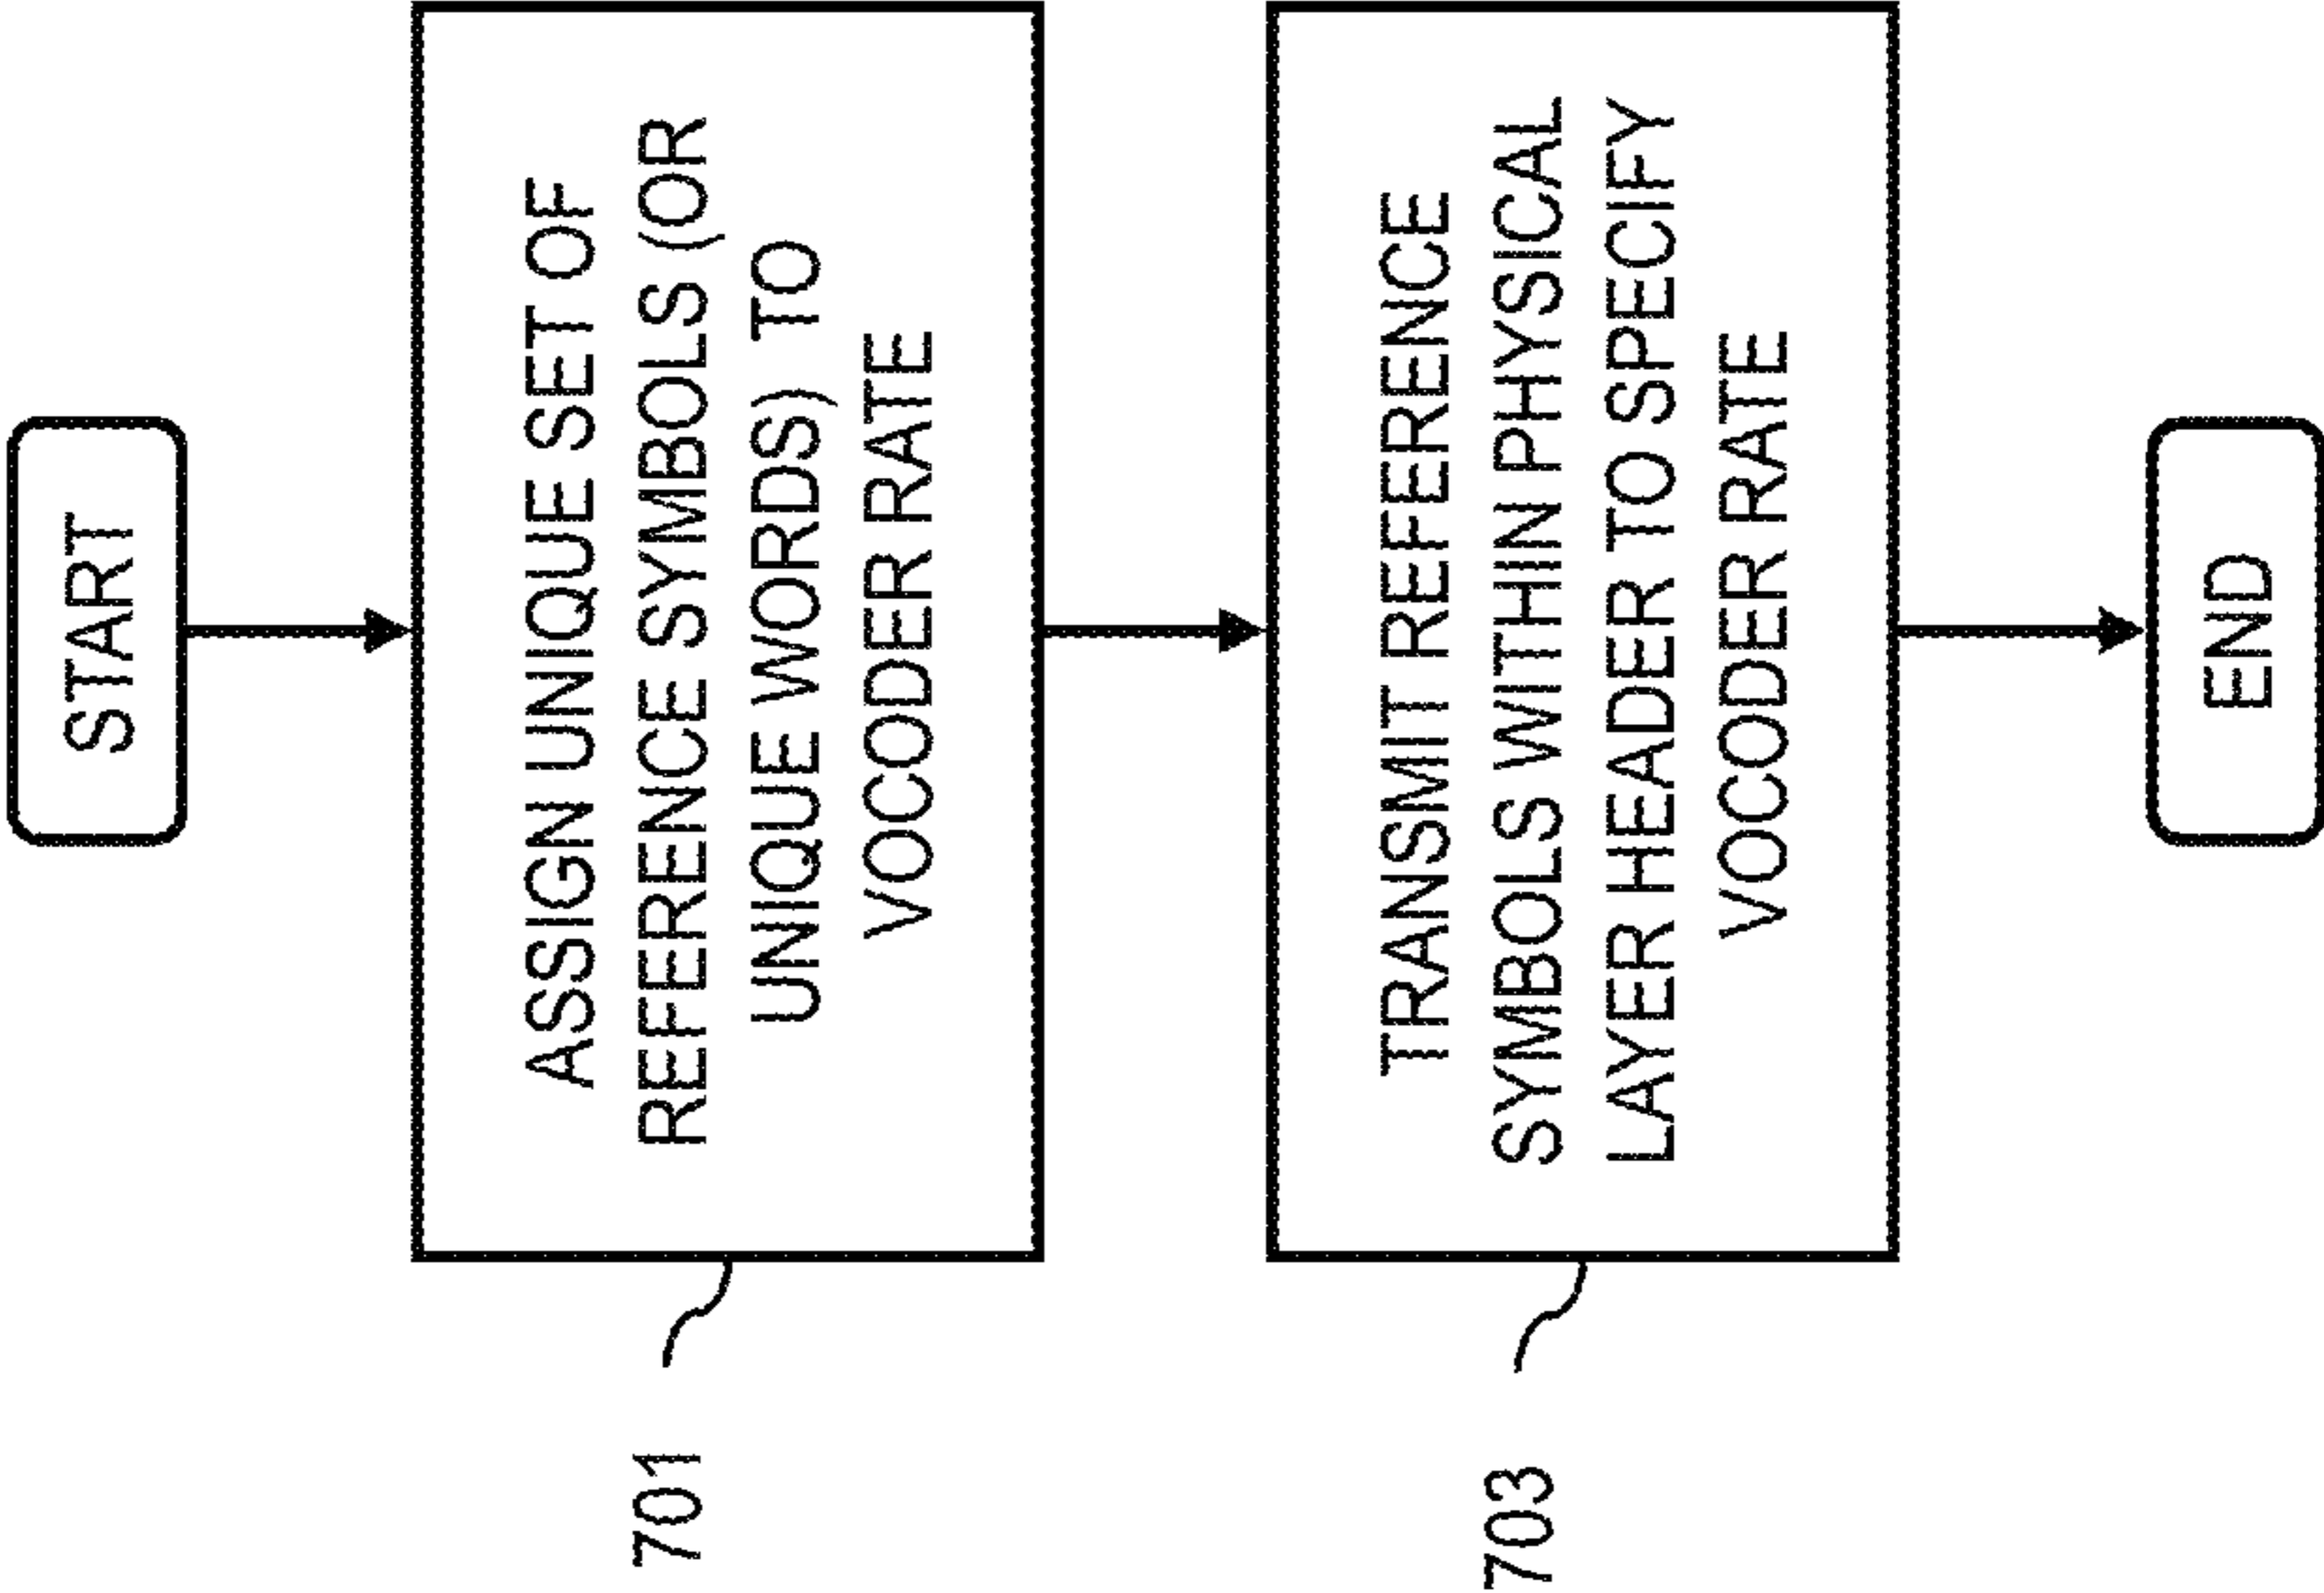 START
701
ASSIGN UNIQUE SET OF
REFERENCE SYMBOLS (OR
UNIQUE WORDS) TO
VOCODER RATE
703
TRANSMIT REFERENCE
SYMBOLS WITHIN PHYSICAL
LAYER HEADER TO SPECIFY
VOCODER RATE
END